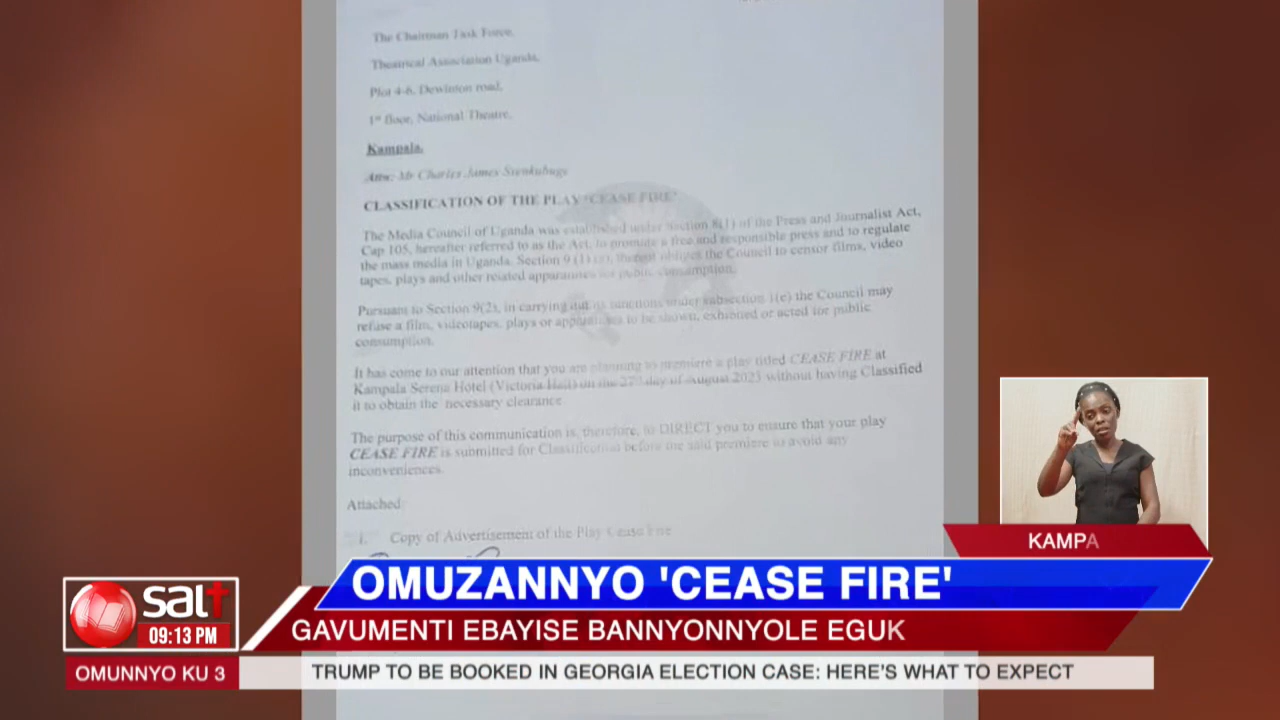 The Chairman Task Force,
Theatrical Association Uganda,
Plot 4-6, Dewinton road,
1st floor, National Theatre,
Kampala.
Attn: Mr Charles James Ssenkubuge
CLASSIFICATION OF THE PLAY 'CEASE FIRE'
The Media Council of Uganda was established under Section 8(1) of the Press and Journalist Act,
Cap 105, hereafter referred to as the Act, to promote a free and responsible press and to regulate
the mass media in Uganda. Section 9 (1) thereof obliges the Council to censor films, video
tapes, plays and other related apparatuses for public consumption.
Pursuant to Section 9(2), in carrying out its functions under subsection 1(e) the Council may
refuse a film, videotapes, plays or apparatuses to be shown, exhibited or acted for public
consumption.
It has come to our attention that you are planning to premiere a play titled CEASE FIRE at
Kampala Serena Hotel (Victoria Hall) on the 27th day of August 2023 without having Classified
it to obtain the necessary clearance
The purpose of this communication is, therefore, to DIRECT you to ensure that your play
CEASE FIRE is submitted for Classification before the said premiere to avoid any
inconveniences.
Attached:
1. Copy of Advertisement of the Play Cease Fire
KAMPA
OMUZANNYO 'CEASE FIRE'
salt
09:13 PM
GAVUMENTI EBAYISE BANNYONNYOLE EGUK
OMUNNYO KU 3
TRUMP TO BE BOOKED IN GEORGIA ELECTION CASE: HERE'S WHAT TO EXPECT